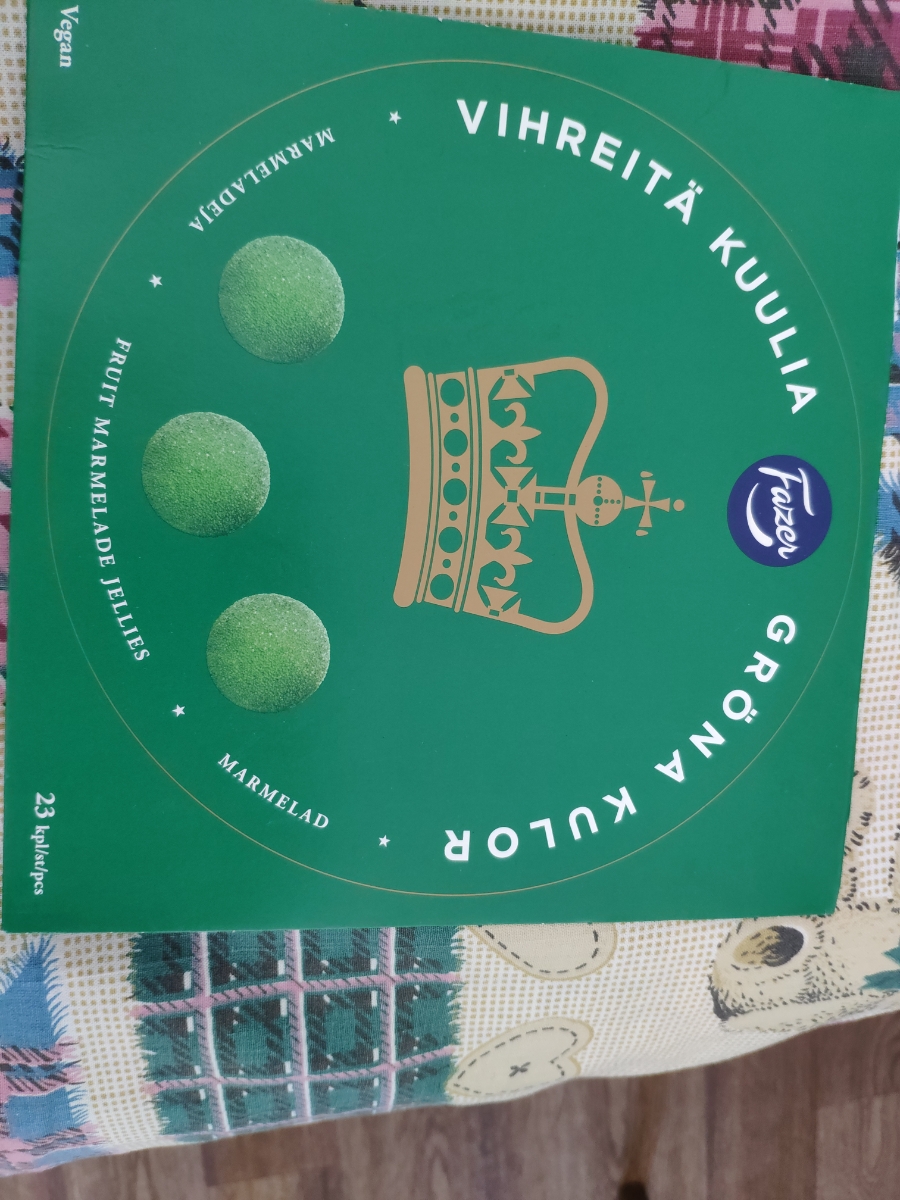 Fazer
VIHREITÄ KUULIA
GRÖNA KULOR
MARMELADEJA
FRUIT MARMELADE JELLIES
MARMELAD
Vegan
23 kpl/st/pcs